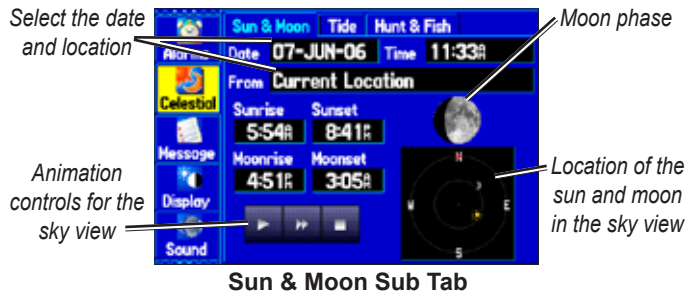 Select the date
and location
Sun & Moon Tide Hunt & Fish
Moon phase
Alarms
Date 07-JUN-06 Time 11:33A
From Current Location
Celestial
Sunrise Sunset
5:54A 8:41P
Message
Moonrise Moonset
4:51P 3:05A
Display
Sound
N
W E
S
Animation
controls for the
sky view
Location of the
sun and moon
in the sky view
Sun & Moon Sub Tab